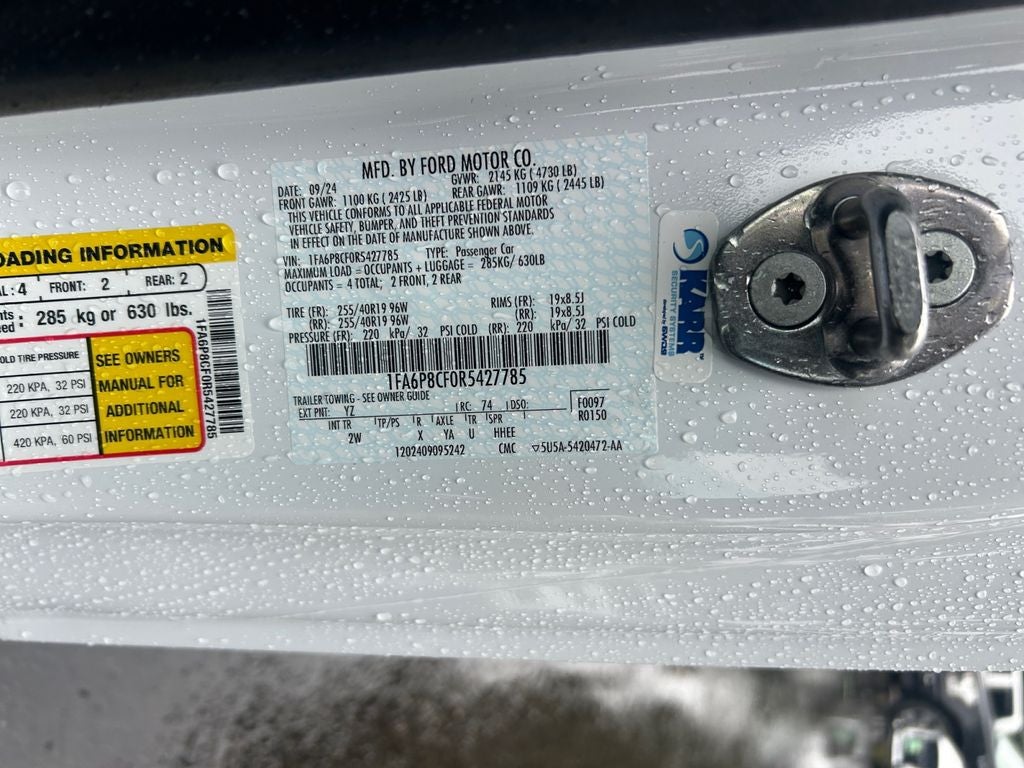 OADING INFORMATION
AL : 4 FRONT: 2 REAR: 2
nts
ed : 285 kg or 630 lbs.
OLD TIRE PRESSURE
220 KPA, 32 PSI
220 KPA, 32 PSI
420 KPA, 60 PSI
SEE OWNERS
MANUAL FOR
ADDITIONAL
INFORMATION
1FA6P8CF0R5427785
MFD. BY FORD MOTOR CO.
DATE: 09/24 GVWR: 2145 KG ( 4730 LB)
FRONT GAWR: 1100 KG ( 2425 LB) REAR GAWR: 1109 KG ( 2445 LB)
THIS VEHICLE CONFORMS TO ALL APPLICABLE FEDERAL MOTOR
VEHICLE SAFETY, BUMPER, AND THEFT PREVENTION STANDARDS
IN EFFECT ON THE DATE OF MANUFACTURE SHOWN ABOVE.
VIN: 1FA6P8CF0R5427785 TYPE: Passenger Car
MAXIMUM LOAD = OCCUPANTS + LUGGAGE = 285KG/ 630LB
OCCUPANTS = 4 TOTAL; 2 FRONT, 2 REAR
TIRE (FR): 255/40R19 96W RIMS (FR): 19x8.5J
(RR): 255/40R19 96W (RR): 19x8.5J
PRESSURE (FR): 220 kPa/ 32 PSI COLD (RR): 220 kPa/ 32 PSI COLD
1FA6P8CF0R5427785
TRAILER TOWING - SEE OWNER GUIDE
EXT PNT: YZ RC: 74 DSO: F0097
R0150
INT TR TP/PS R AXLE TR SPR
2W X YA U HHEE
1202409095242 CMC 5U5A-5420472-AA
KARR
SECURITY SYSTEMS